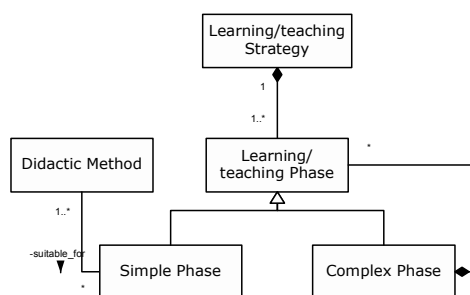 Learning/teaching
Strategy
1
1..*
Learning/
teaching Phase
*
Didactic Method
1..*
-suitable_for
*
Simple Phase
Complex Phase